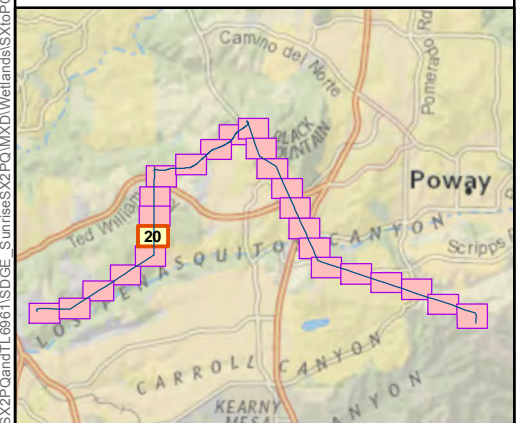 SX2PQandTL6961\SDGE_SunriseSX2PQ\MXD\Wetlands\SXtoPQ
Camino del Norte
Pomerado Rd
BLACK
MOUNTAIN
Poway
Ted William
20
LOS PENASQUITOS CANYON
Scripps P
CARROLL CANYON
KEARNY
MESA
CANYON